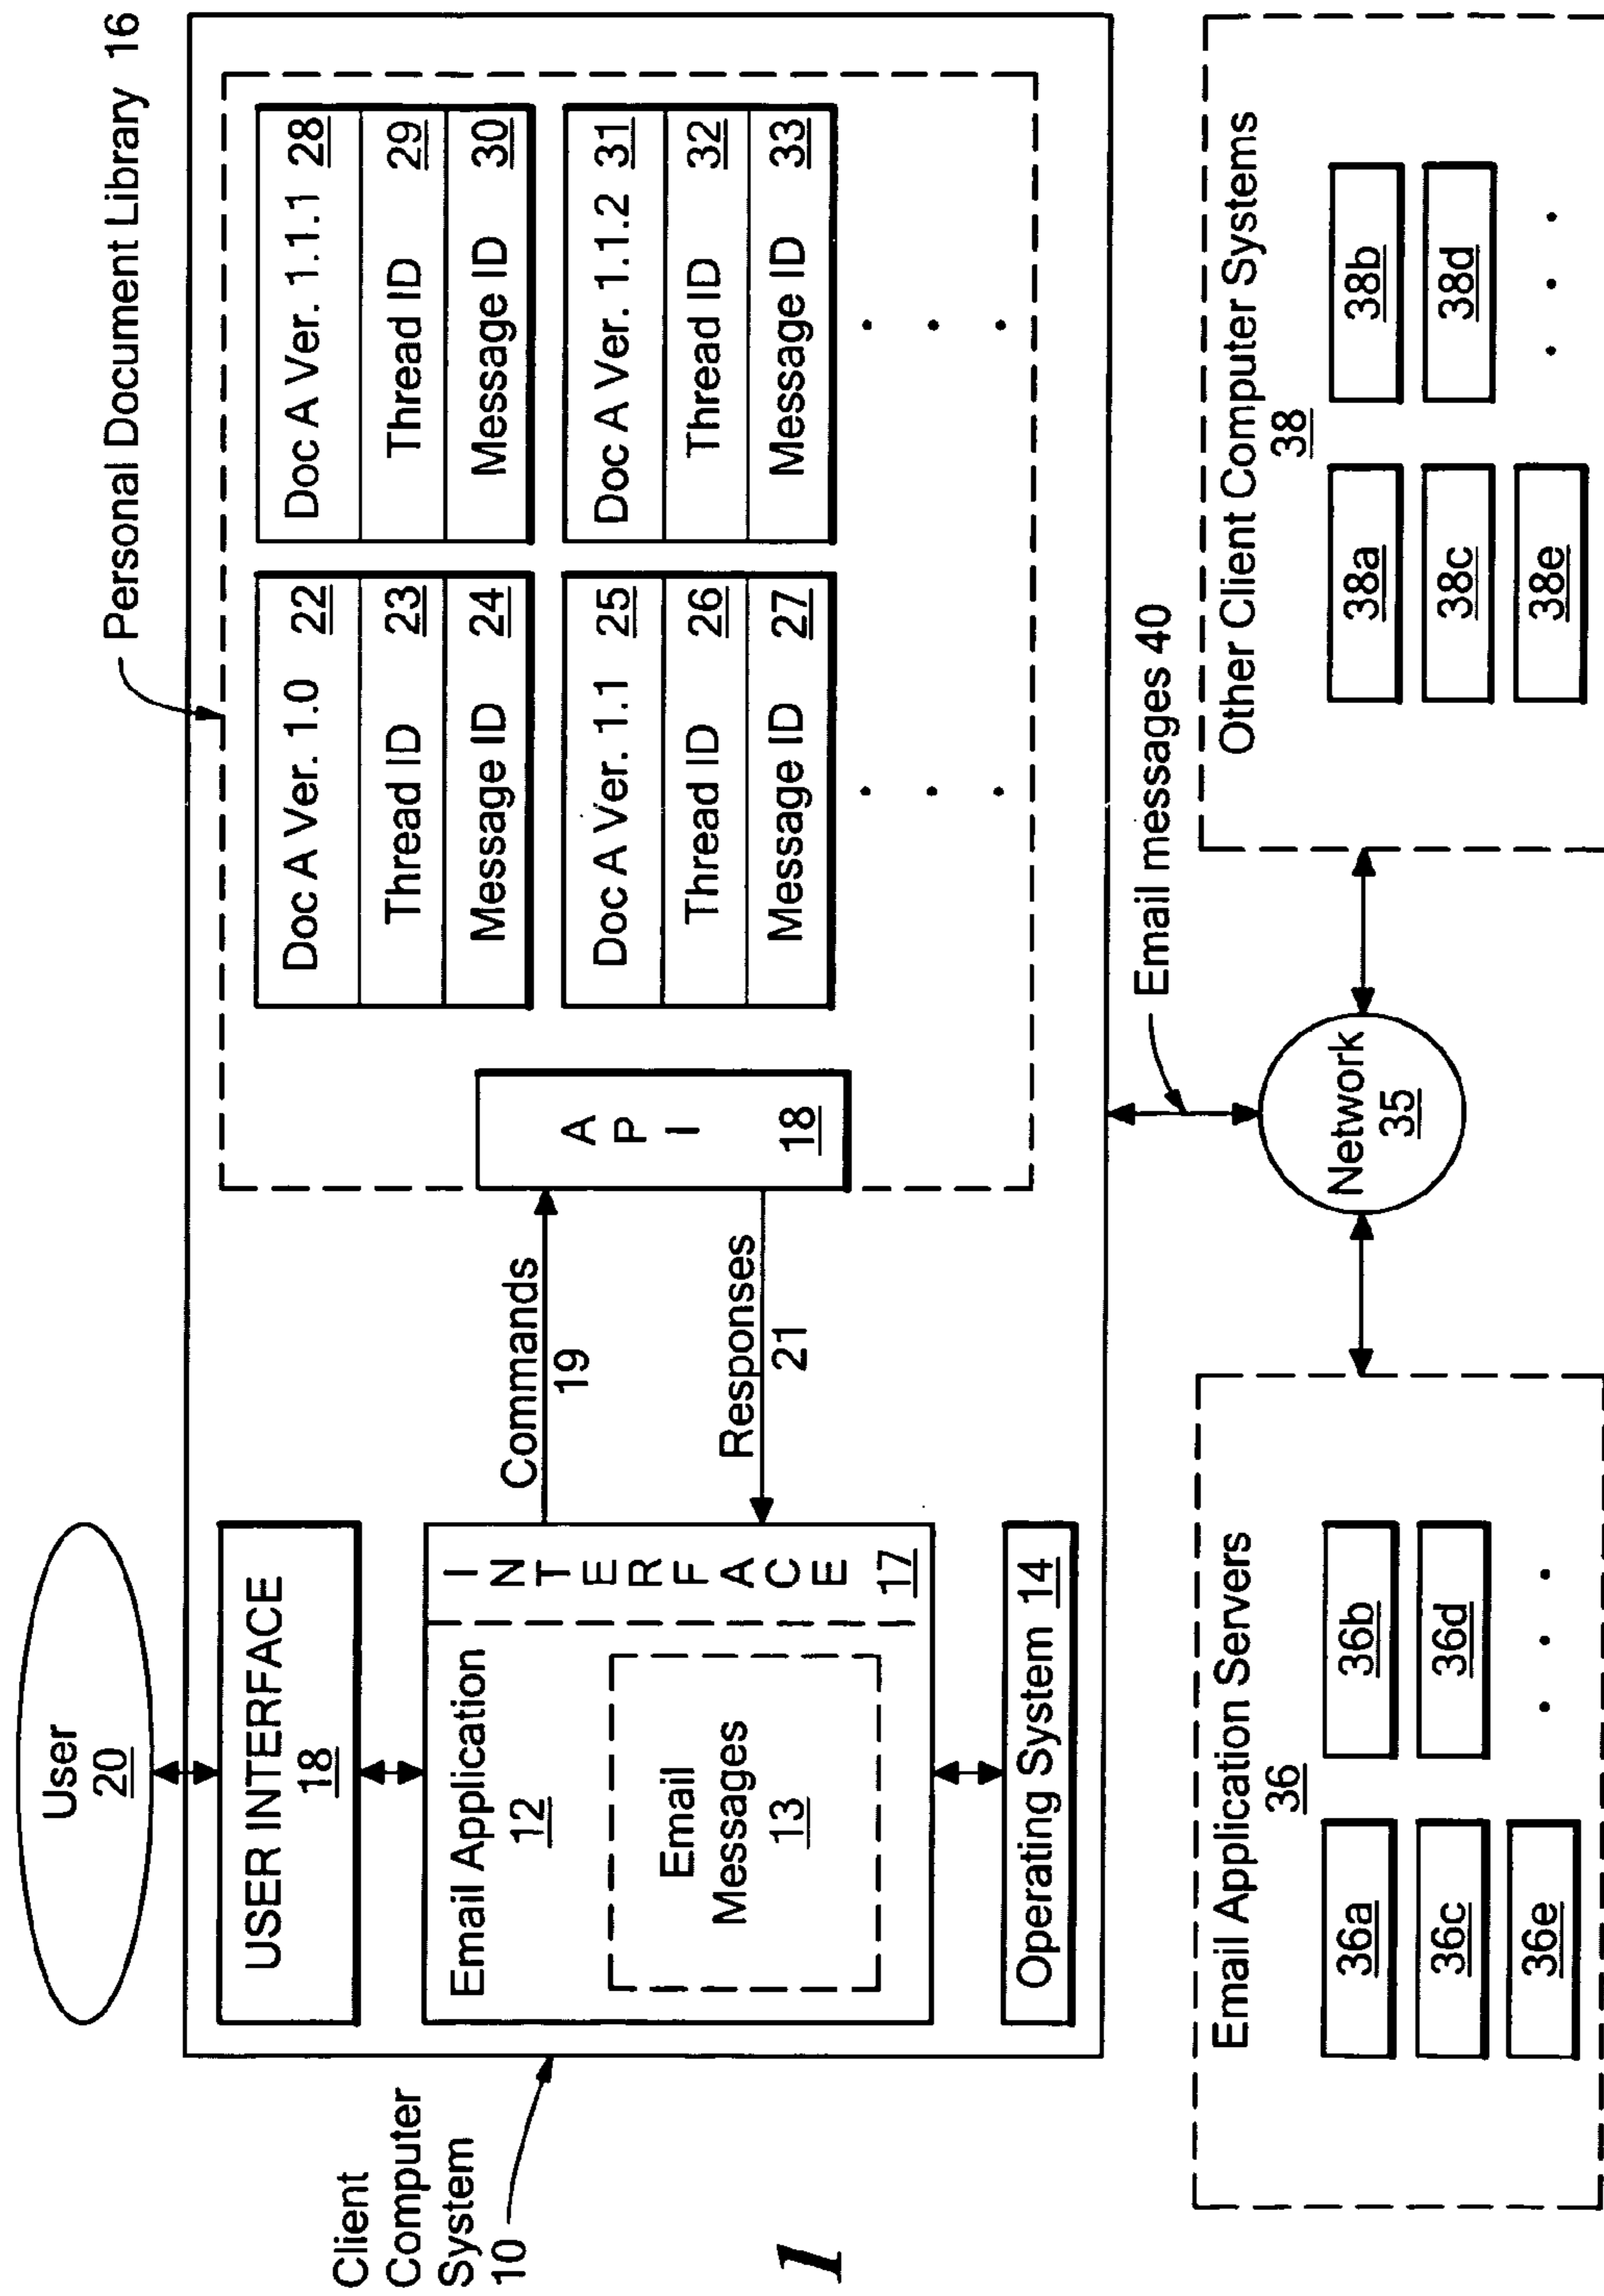 User
20
Personal Document Library 16
USER INTERFACE
18
Client
Computer
System
10
Email Application
12
Email
Messages
13
INTERFACE
17
Operating System 14
Commands
19
Responses
21
API
18
Doc A Ver. 1.0 22
Thread ID 23
Message ID 24
Doc A Ver. 1.1 25
Thread ID 26
Message ID 27
Doc A Ver. 1.1.1 28
Thread ID 29
Message ID 30
Doc A Ver. 1.1.2 31
Thread ID 32
Message ID 33
Email messages 40
Network
35
Email Application Servers
36
36a
36b
36c
36d
36e
Other Client Computer Systems
38
38a
38b
38c
38d
38e
1